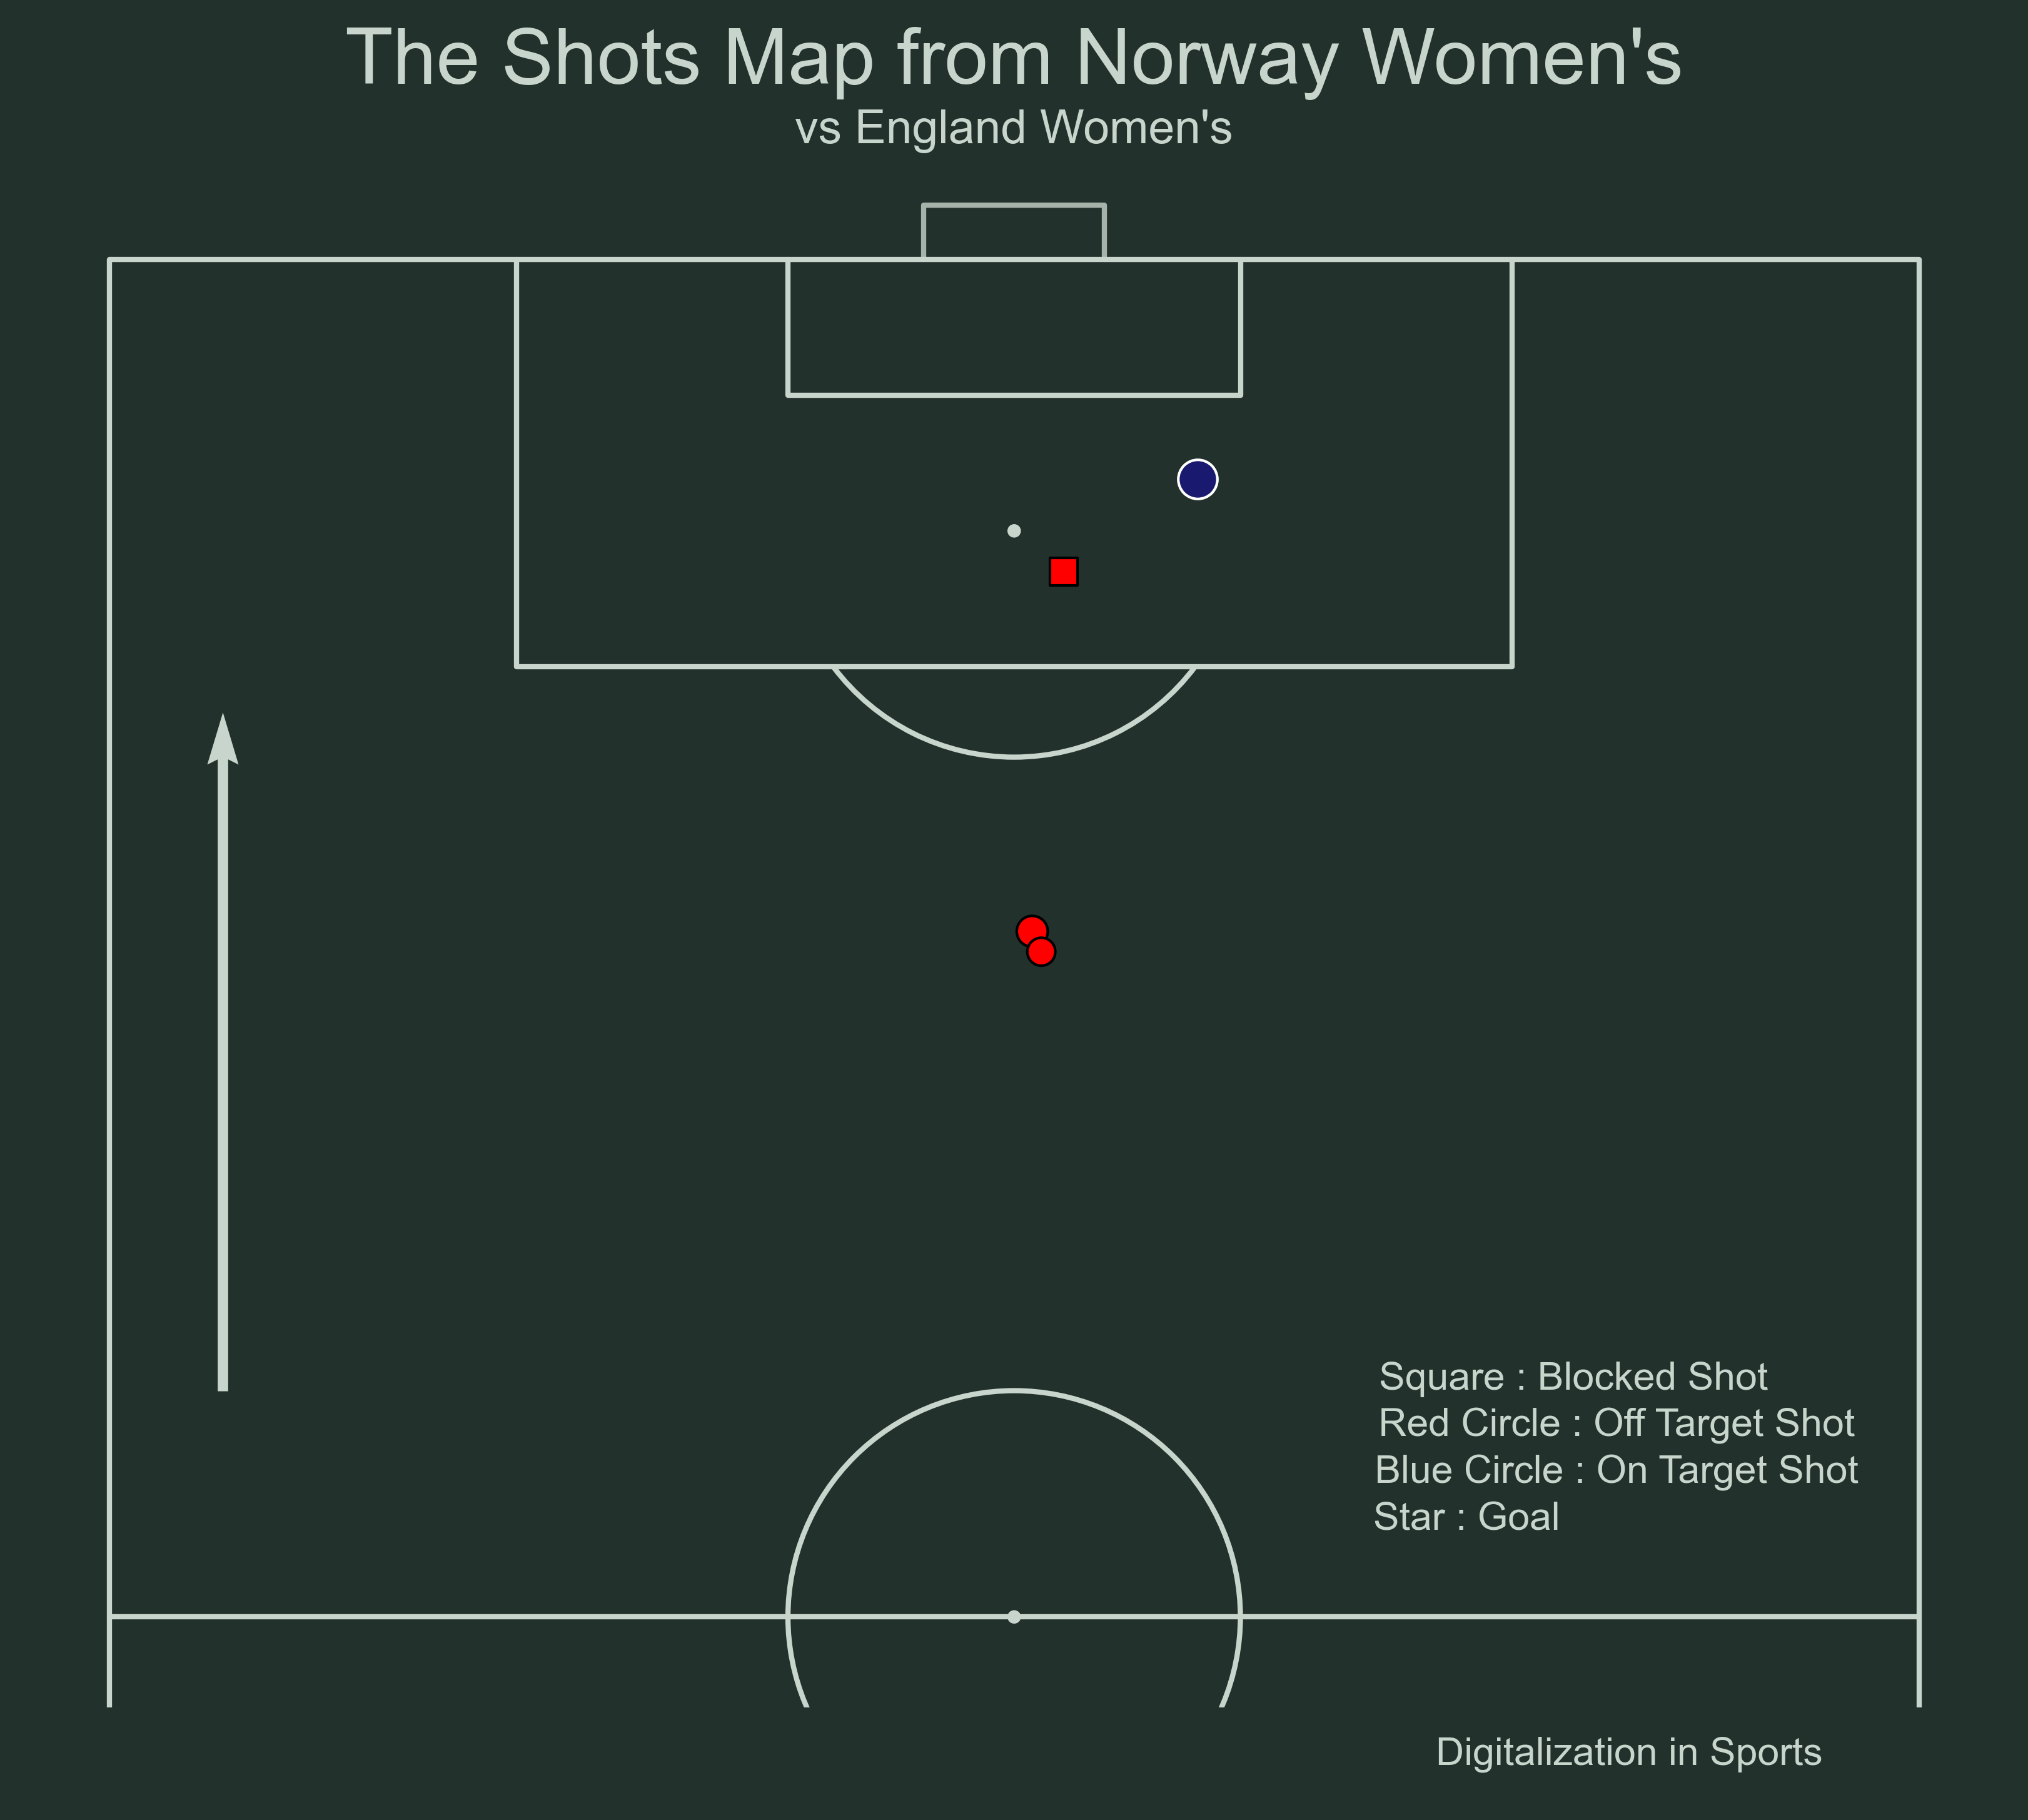 The Shots Map from Norway Women's
vs England Women's
Square : Blocked Shot
Red Circle : Off Target Shot
Blue Circle : On Target Shot
Star : Goal
Digitalization in Sports